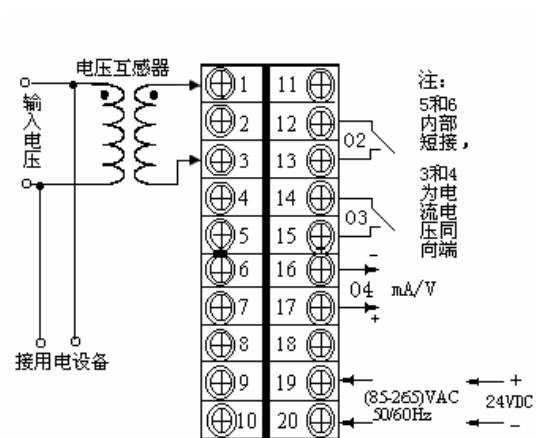 电压互感器
输入电压
接用电设备
1 11
2 12
3 13
4 14
5 15
6 16
7 17
8 18
9 19
10 20
O2
O3
-
O4 mA/V
+
(85-265)VAC
50/60Hz
+
24VDC
-
注：
5和6
内部
短接，
3和4
为电
流电
压同
向端